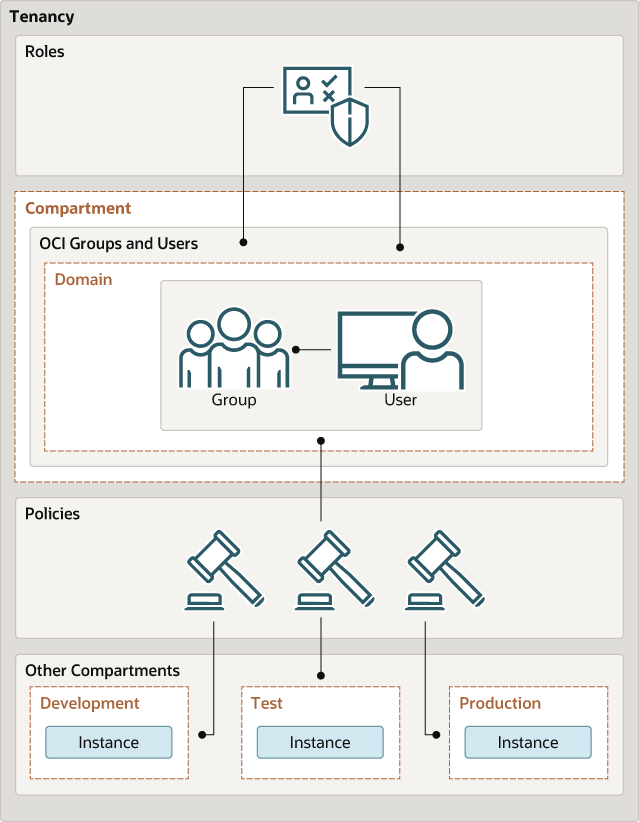 Tenancy
Roles
Compartment
OCI Groups and Users
Domain
Group
User
Policies
Other Compartments
Development
Test
Production
Instance
Instance
Instance